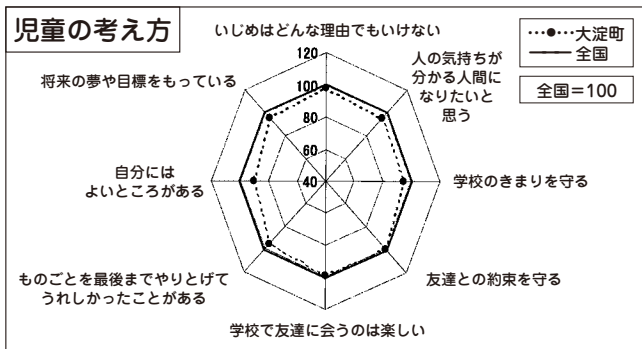 児童の考え方
いじめはどんな理由でもいけない
大淀町
全国
全国＝100
人の気持ちが
分かる人間に
なりたいと
思う
学校のきまりを守る
友達との約束を守る
学校で友達に会うのは楽しい
ものごとを最後までやりとげて
うれしかったことがある
自分には
よいところがある
将来の夢や目標をもっている
120
100
80
60
40